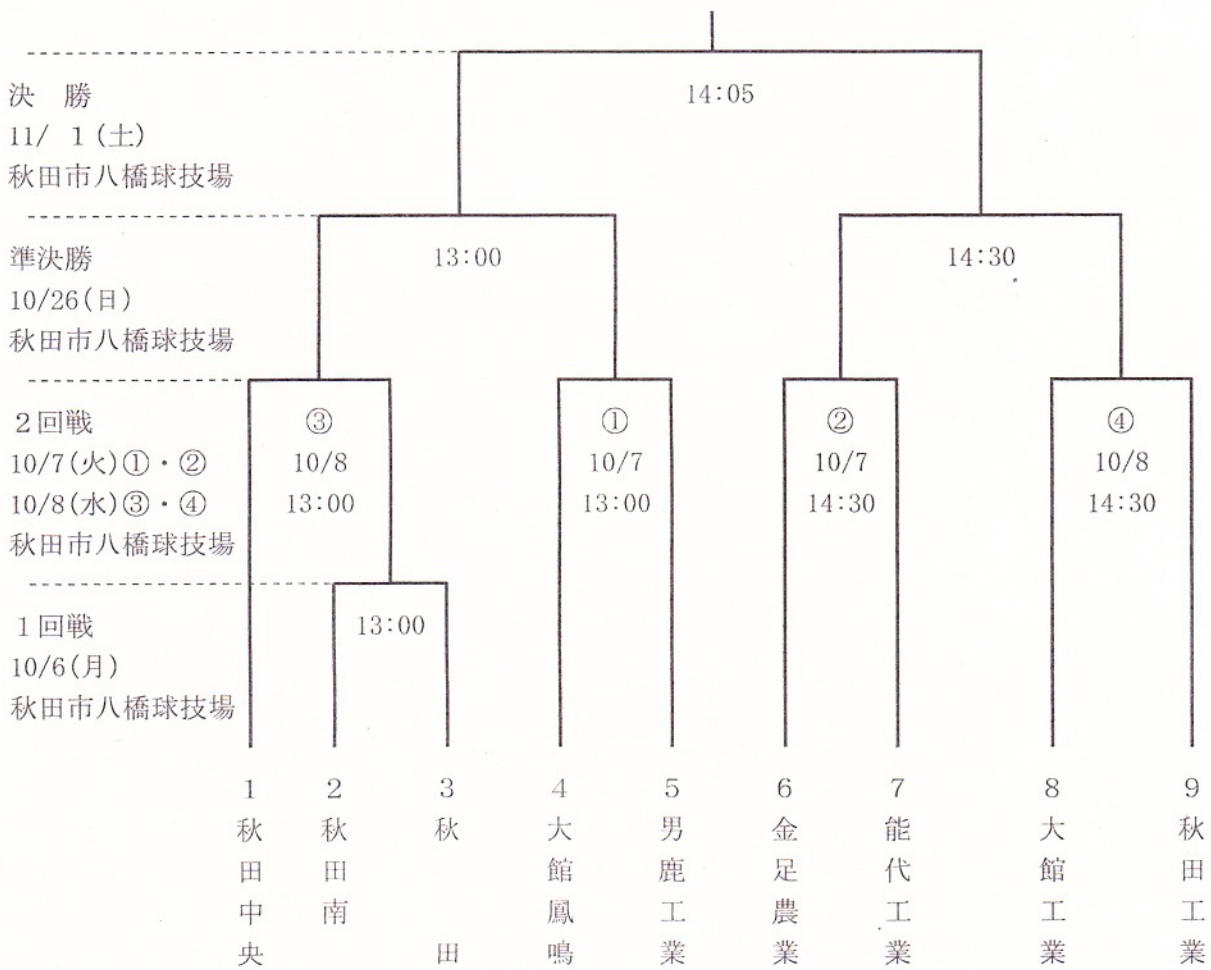 決　勝
14:05
11/ 1(土)
秋田市八橋球技場
準決勝
13:00
14:30
10/26(日)
秋田市八橋球技場
2回戦
③
①
②
④
10/7(火)①・②
10/8
10/7
10/7
10/8
10/8(水)③・④
13:00
13:00
14:30
14:30
秋田市八橋球技場
1回戦
13:00
10/6(月)
秋田市八橋球技場
1
秋田中央
2
秋田南
3
秋田
4
大館鳳鳴
5
男鹿工業
6
金足農業
7
能代工業
8
大館工業
9
秋田工業